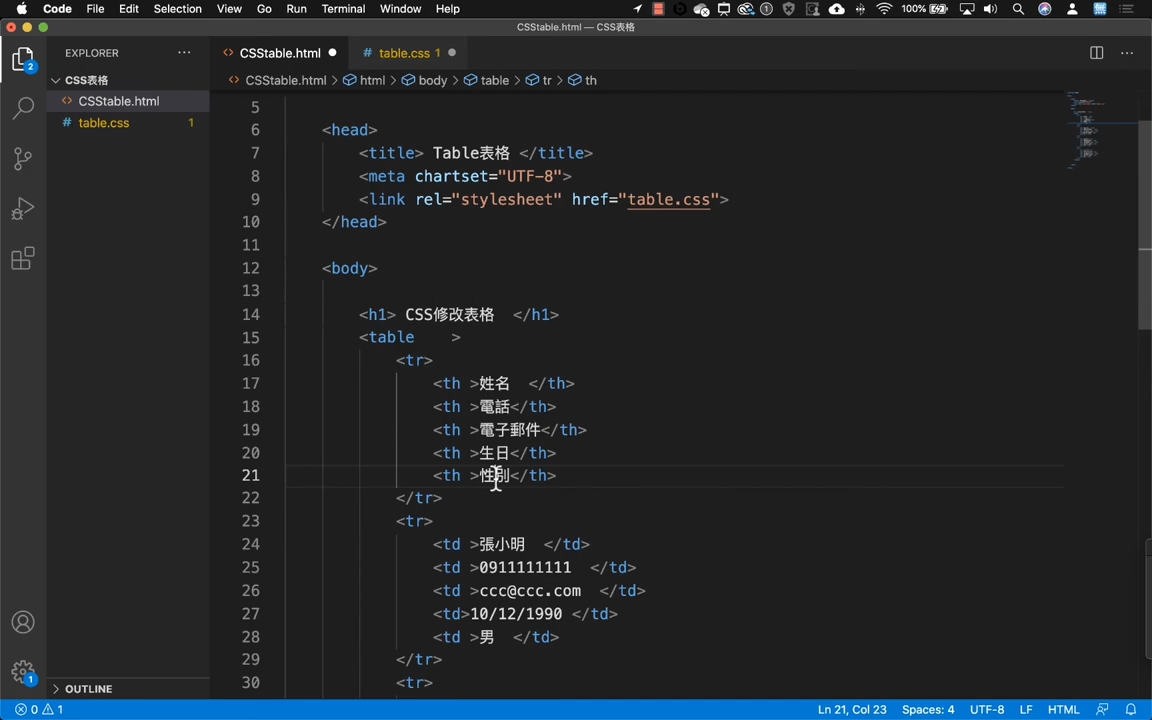 Code File Edit Selection View Go Run Terminal Window Help 100%
CSStable.html — CSS表格
EXPLORER
CSStable.html
table.css 1
CSS表格
CSStable.html > html > body > table > tr > th
CSStable.html
table.css 1
2
5
6 <head>
7 <title> Table表格 </title>
8 <meta chartset="UTF-8">
9 <link rel="stylesheet" href="table.css">
10 </head>
11
12 <body>
13
14 <h1> CSS修改表格 </h1>
15 <table >
16 <tr>
17 <th >姓名 </th>
18 <th >電話</th>
19 <th >電子郵件</th>
20 <th >生日</th>
21 <th >性別</th>
22 </tr>
23 <tr>
24 <td >張小明 </td>
25 <td >0911111111 </td>
26 <td >ccc@ccc.com </td>
27 <td>10/12/1990 </td>
28 <td >男 </td>
29 </tr>
30 <tr>
1
OUTLINE
0 1 Ln 21, Col 23 Spaces: 4 UTF-8 LF HTML